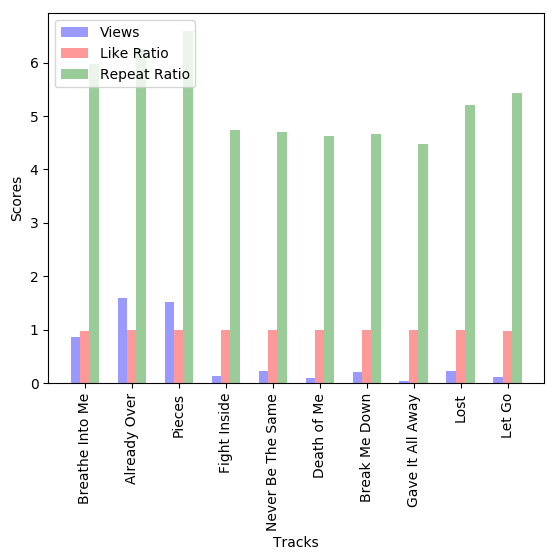 Views
Like Ratio
Repeat Ratio
6
5
4
3
2
1
0
Scores
Breathe Into Me
Already Over
Pieces
Fight Inside
Never Be The Same
Death of Me
Break Me Down
Gave It All Away
Lost
Let Go
Tracks